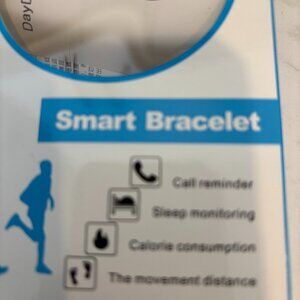 Smart Bracelet
Call reminder
Sleep monitoring
Calorie consumption
The movement distance